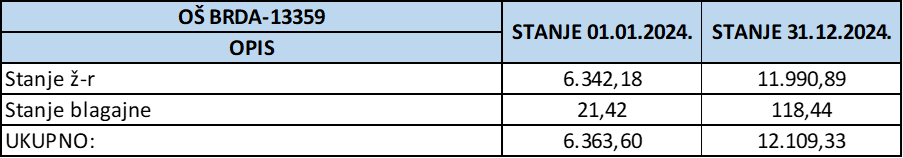 OŠ BRDA-13359 STANJE 01.01.2024. STANJE 31.12.2024.
OPIS
Stanje ž-r 6.342,18 11.990,89
Stanje blagajne 21,42 118,44
UKUPNO: 6.363,60 12.109,33